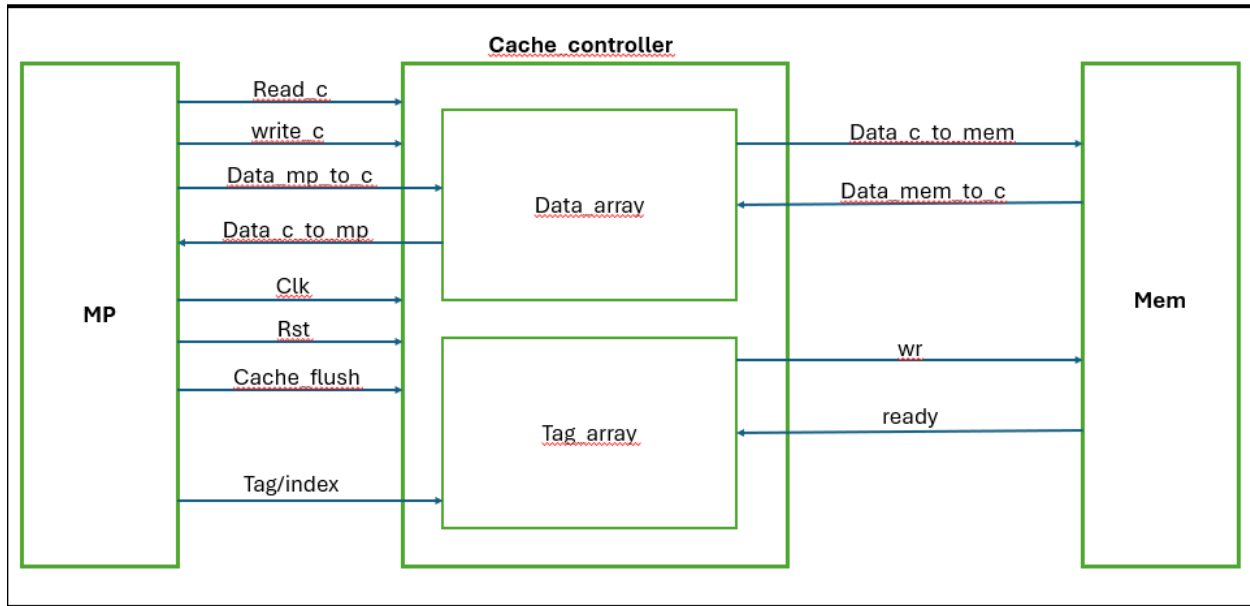 Cache_controller
Read_c
write_c
Data_mp_to_c
Data_c_to_mp
Clk
Rst
Cache_flush
Tag/index
MP
Data_array
Tag_array
Data_c_to_mem
Data_mem_to_c
wr
ready
Mem